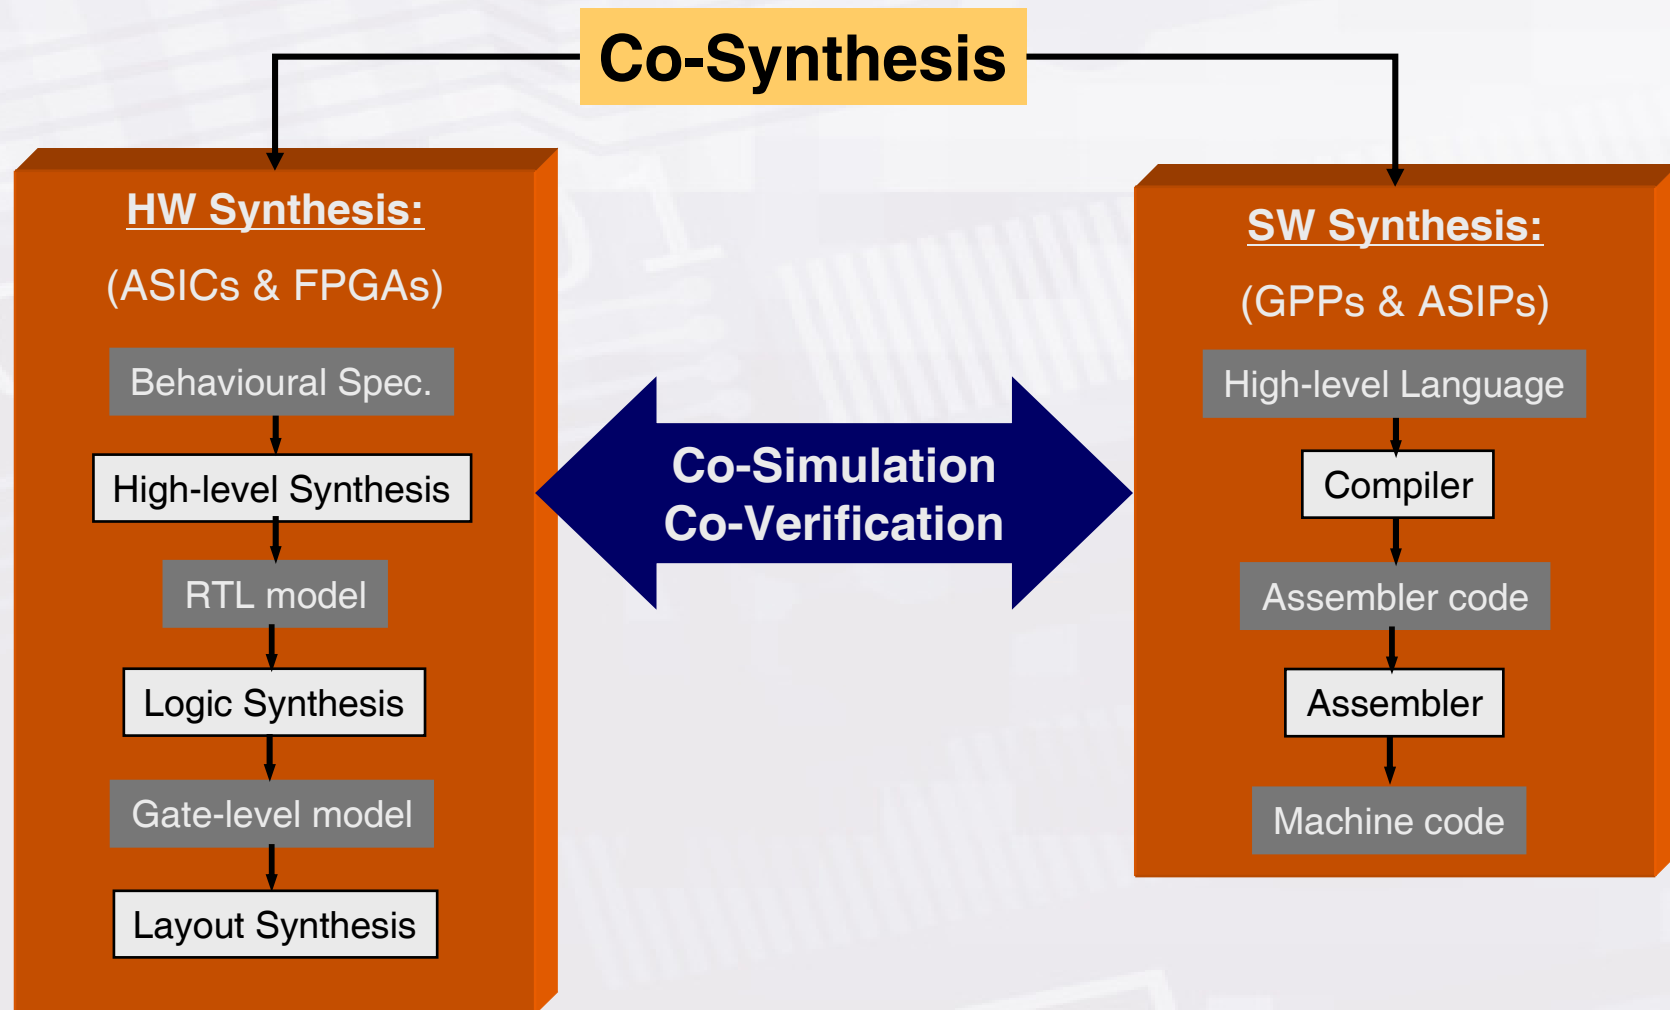 Co-Synthesis
HW Synthesis:
(ASICs & FPGAs)
Behavioural Spec.
High-level Synthesis
RTL model
Logic Synthesis
Gate-level model
Layout Synthesis
Co-Simulation
Co-Verification
SW Synthesis:
(GPPs & ASIPs)
High-level Language
Compiler
Assembler code
Assembler
Machine code